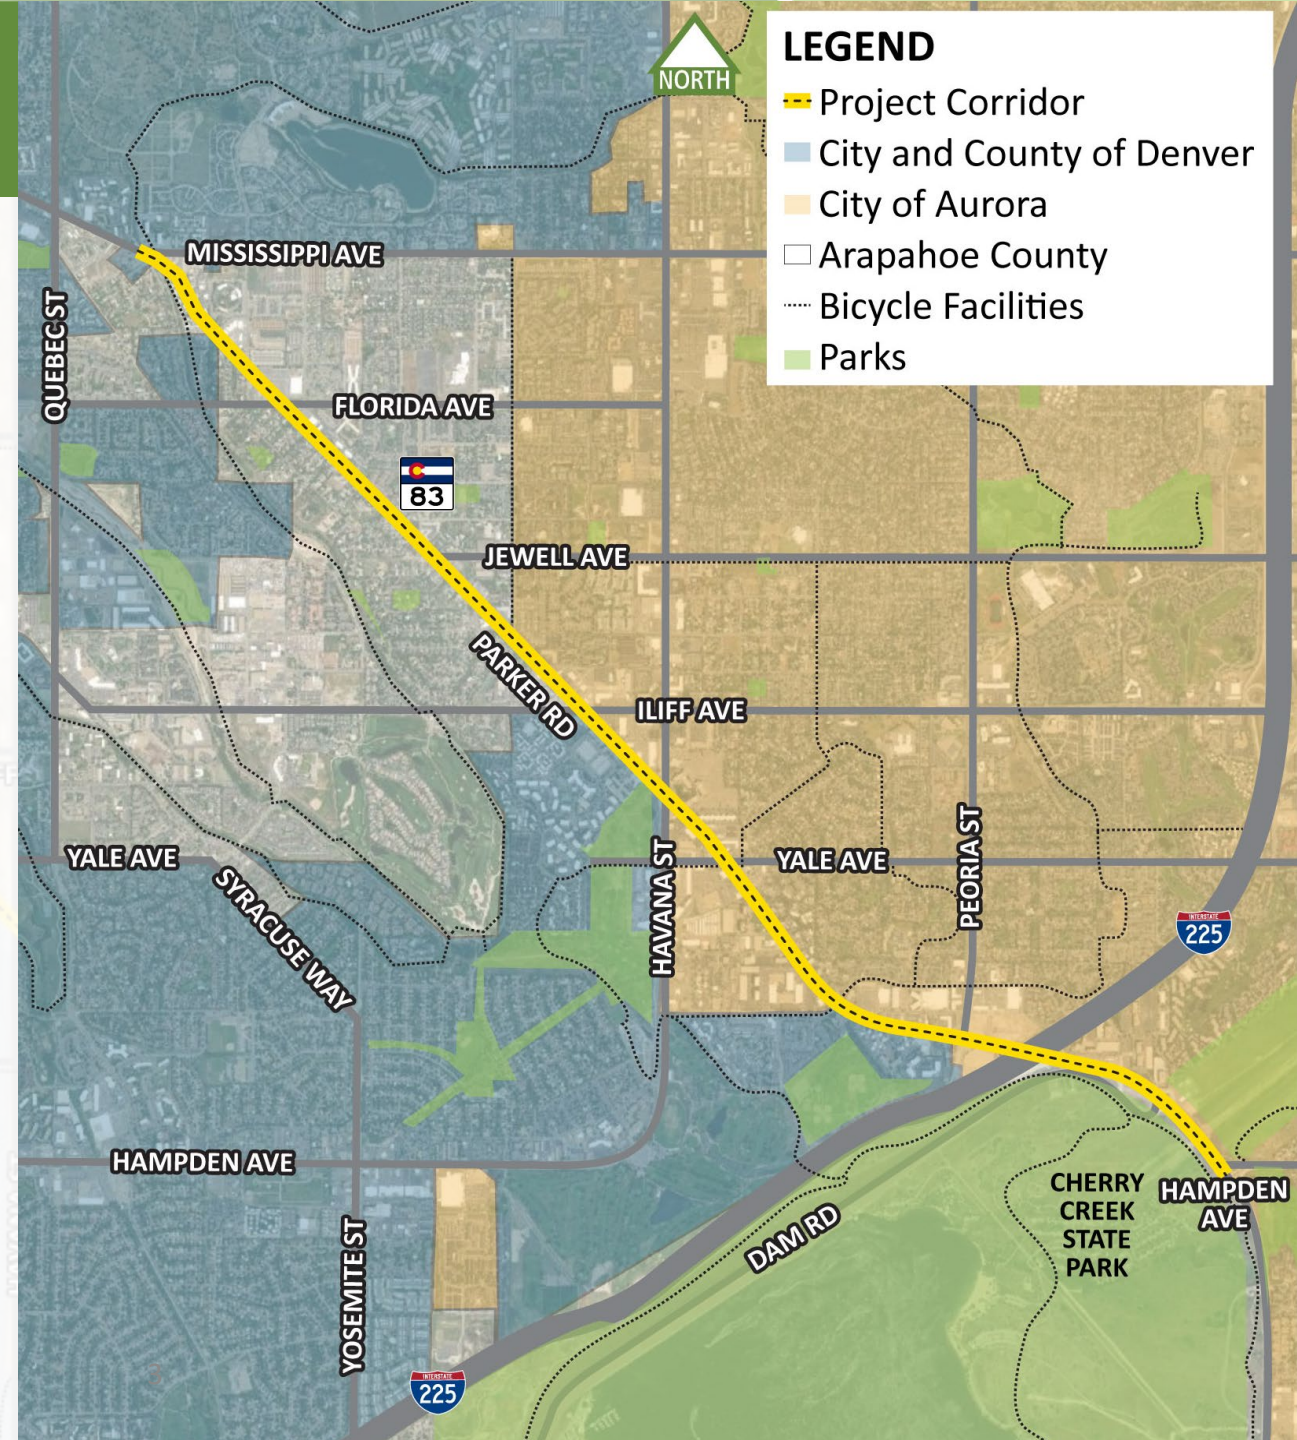 NORTH
LEGEND
Project Corridor
City and County of Denver
City of Aurora
Arapahoe County
Bicycle Facilities
Parks
MISSISSIPPI AVE
QUEBEC ST
FLORIDA AVE
83
JEWELL AVE
PARKER RD
ILIFF AVE
YALE AVE
SYRACUSE WAY
HAVANA ST
YALE AVE
PEORIA ST
INTERSTATE
225
HAMPDEN AVE
YOSEMITE ST
DAM RD
CHERRY
CREEK
STATE
PARK
HAMPDEN
AVE
INTERSTATE
225